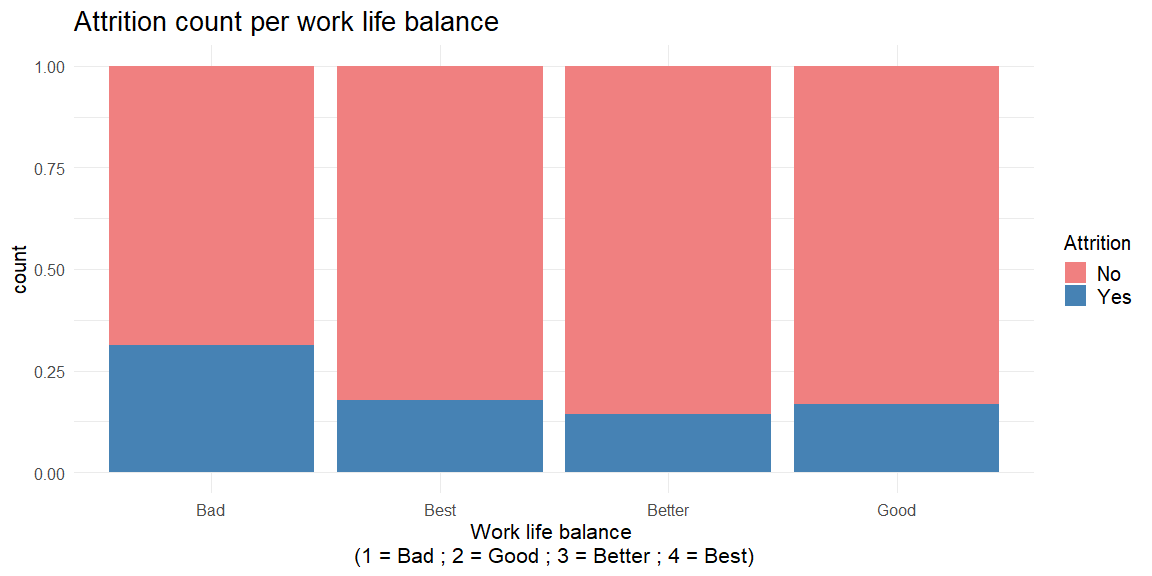 Attrition count per work life balance
1.00
0.75
0.50
0.25
0.00
count
Bad
Best
Better
Good
Work life balance
(1 = Bad ; 2 = Good ; 3 = Better ; 4 = Best)
Attrition
No
Yes